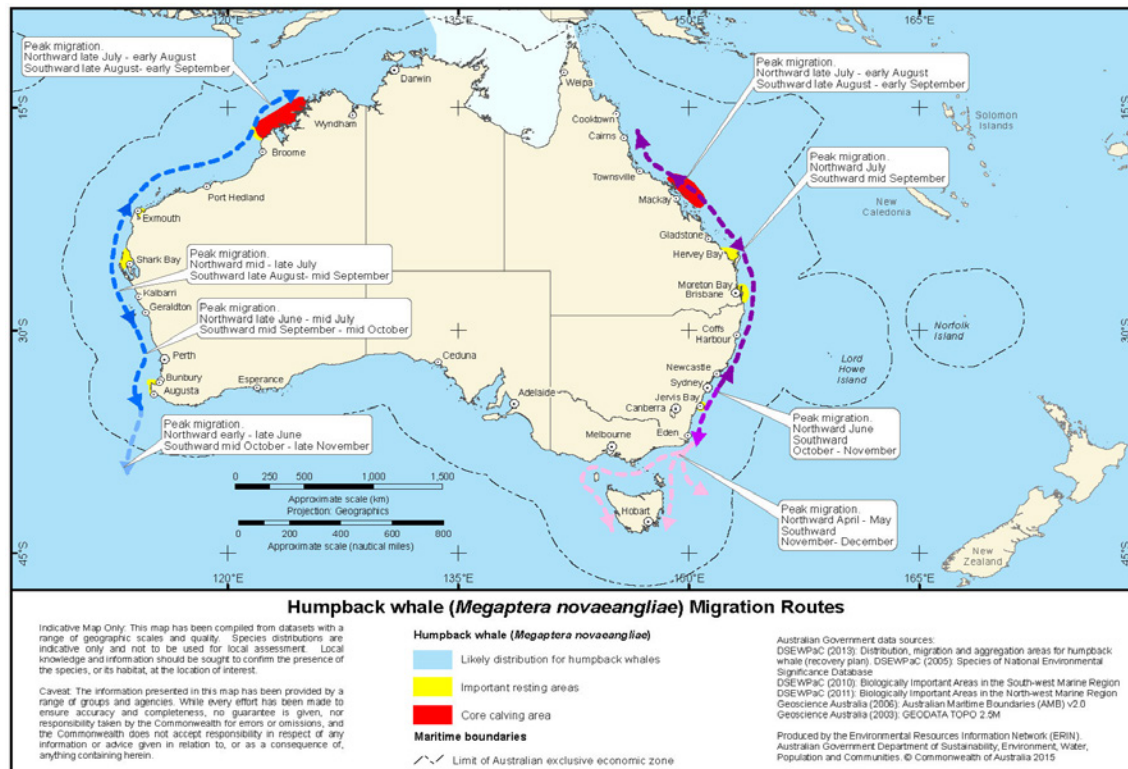 120°E
135°E
150°E
165°E
Peak migration.
Northward late July - early August
Southward late August- early September
Darwin
Weipa
Peak migration.
Northward late July - early August
Southward late August - early September
15°S
15°S
Wyndham
Cooktown
Cairns
Solomon
Islands
Broome
Townsville
Peak migration.
Northward July
Southward mid September
Port Hedland
Mackay
New
Caledonia
Exmouth
Gladstone
Hervey Bay
Shark Bay
Peak migration.
Northward mid - late July
Southward late August- mid September
Moreton Bay
Brisbane
Kalbarri
Geraldton
Peak migration.
Northward late June - mid July
Southward mid September - mid October
30°S
30°S
Coffs
Harbour
Norfolk
Island
Lord
Howe
Island
Perth
Ceduna
Newcastle
Sydney
Bunbury
Augusta
Esperance
Adelaide
Jervis Bay
Canberra
Peak migration.
Northward June
Southward
October - November
Peak migration.
Northward early - late June
Southward mid October - late November
Melbourne
Eden
0 250 500 1,000 1,500
Approximate scale (km)
Projection: Geographics
0 200 400 600 800
Approximate scale (nautical miles)
Hobart
Peak migration.
Northward April - May
Southward
November- December
45°S
45°S
New
Zealand
120°E
135°E
150°E
165°E
Humpback whale (Megaptera novaeangliae) Migration Routes
Indicative Map Only: This map has been compiled from datasets with a
range of geographic scales and quality. Species distributions are
indicative only and not to be used for local assessment. Local
knowledge and information should be sought to confirm the presence of
the species, or its habitat, at the location of interest.
Caveat: The information presented in this map has been provided by a
range of groups and agencies. While every effort has been made to
ensure accuracy and completeness, no guarantee is given, nor
responsibility taken by the Commonwealth for errors or omissions, and
the Commonwealth does not accept responsibility in respect of any
information or advice given in relation to, or as a consequence of,
anything containing herein.
Humpback whale (Megaptera novaeangliae)
Likely distribution for humpback whales
Important resting areas
Core calving area
Maritime boundaries
Limit of Australian exclusive economic zone
Australian Government data sources:
DSEWPaC (2013): Distribution, migration and aggregation areas for humpback
whale (recovery plan). DSEWPaC (2005): Species of National Environmental
Significance Database
DSEWPaC (2010): Biologically Important Areas in the South-west Marine Region
DSEWPaC (2011): Biologically Important Areas in the North-west Marine Region
Geoscience Australia (2006): Australian Maritime Boundaries (AMB) v2.0
Geoscience Australia (2003): GEODATA TOPO 2.5M
Produced by the Environmental Resources Information Network (ERIN).
Australian Government Department of Sustainability, Environment, Water,
Population and Communities. © Commonwealth of Australia 2015